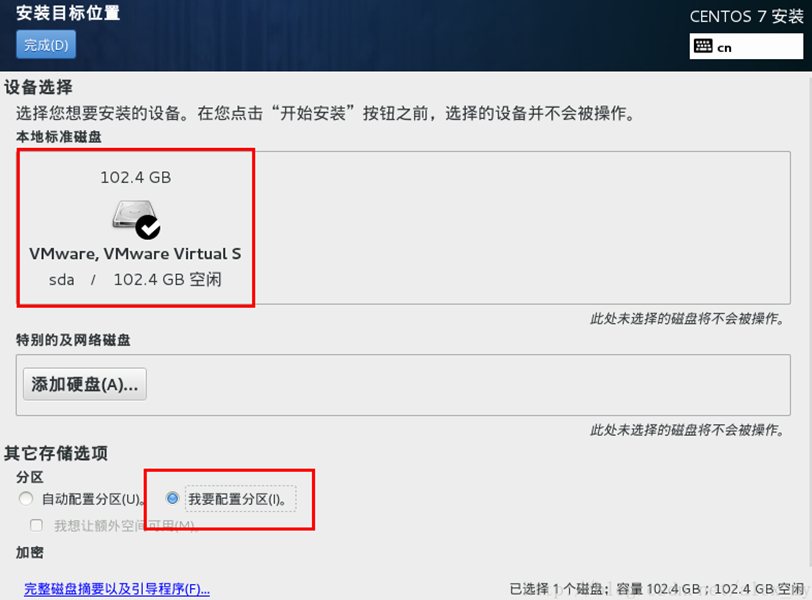 安装目标位置
CENTOS 7 安装
完成(D)
cn
设备选择
选择您想要安装的设备。在您点击“开始安装”按钮之前，选择的设备并不会被操作。
本地标准磁盘
102.4 GB
VMware, VMware Virtual S
sda / 102.4 GB 空闲
此处未选择的磁盘将不会被操作。
特别的及网络磁盘
添加硬盘(A)...
此处未选择的磁盘将不会被操作。
其它存储选项
分区
自动配置分区(U)。 我要配置分区(I)。
我想让额外空间可用(M)。
加密
完整磁盘摘要以及引导程序(F)...
已选择 1 个磁盘；容量 102.4 GB；102.4 GB 空闲